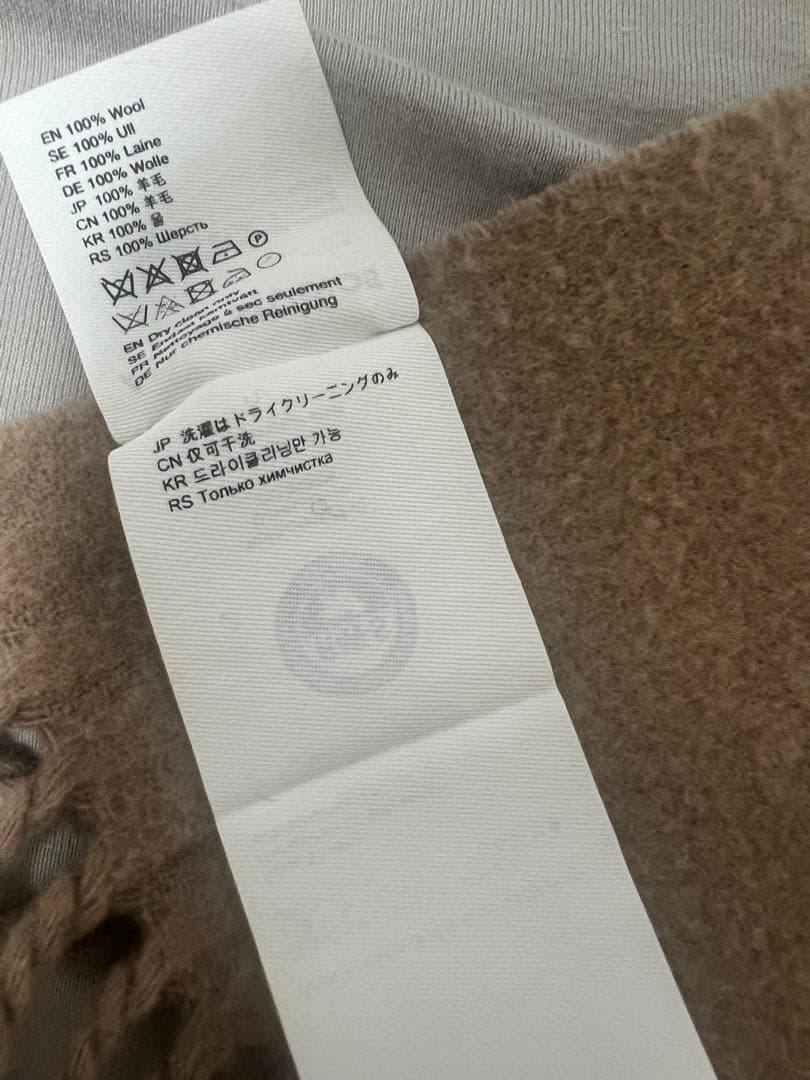 EN 100% Wool
SE 100% Ull
FR 100% Laine
DE 100% Wolle
JP 100% 羊毛
CN 100% 羊毛
KR 100% 울
RS 100% Шерсть
P
EN Dry clean only
SE Endast kemtvätt
FR Nettoyage à sec seulement
DE Nur chemische Reinigung
JP 洗濯はドライクリーニングのみ
CN 仅可干洗
KR 드라이클리닝만 가능
RS Только химчистка